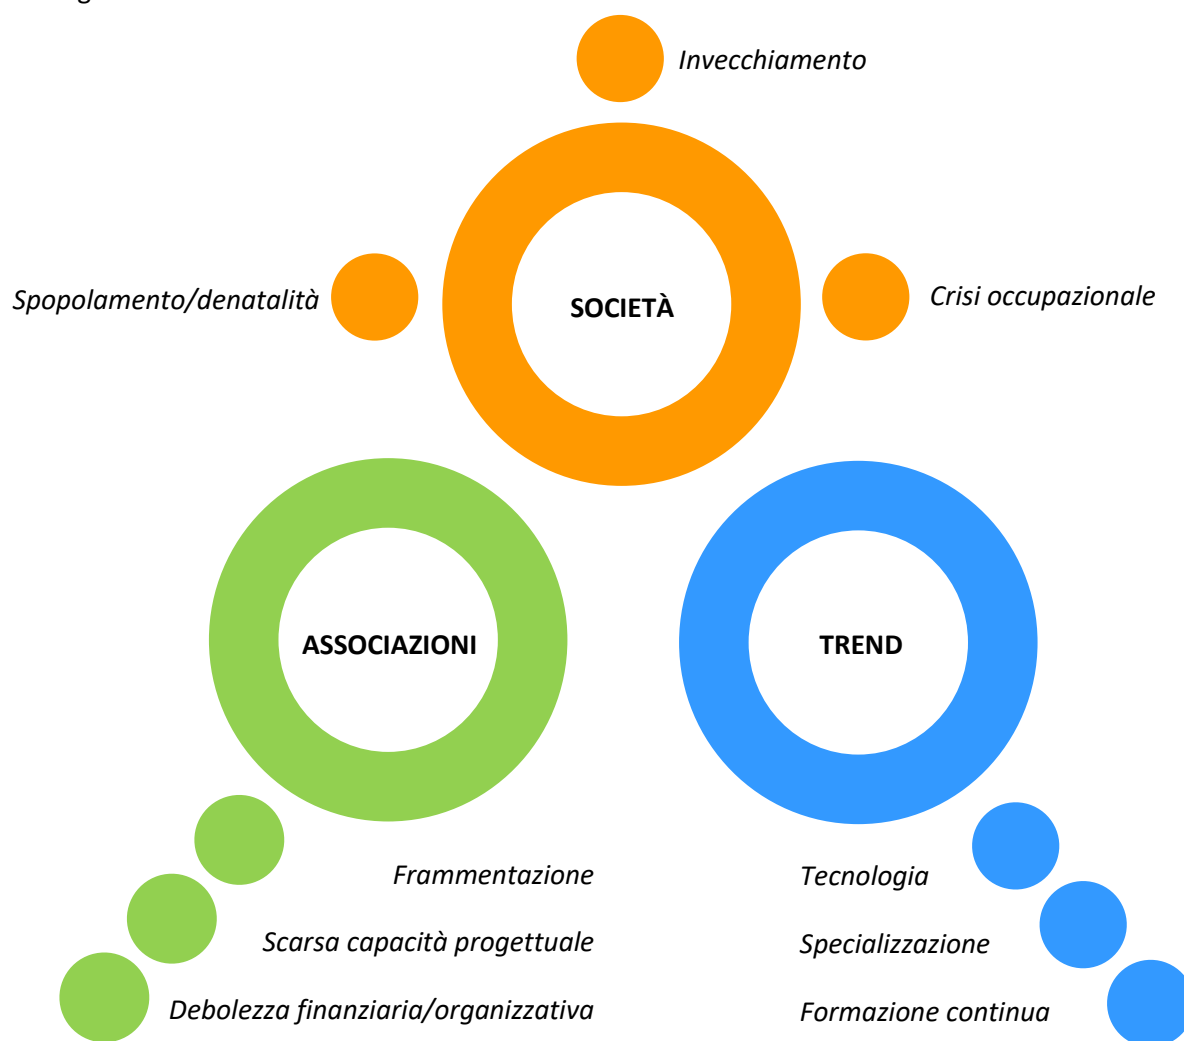 Invecchiamento
Spopolamento/denatalità
SOCIETÀ
Crisi occupazionale
ASSOCIAZIONI
TREND
Frammentazione
Tecnologia
Scarsa capacità progettuale
Specializzazione
Debolezza finanziaria/organizzativa
Formazione continua